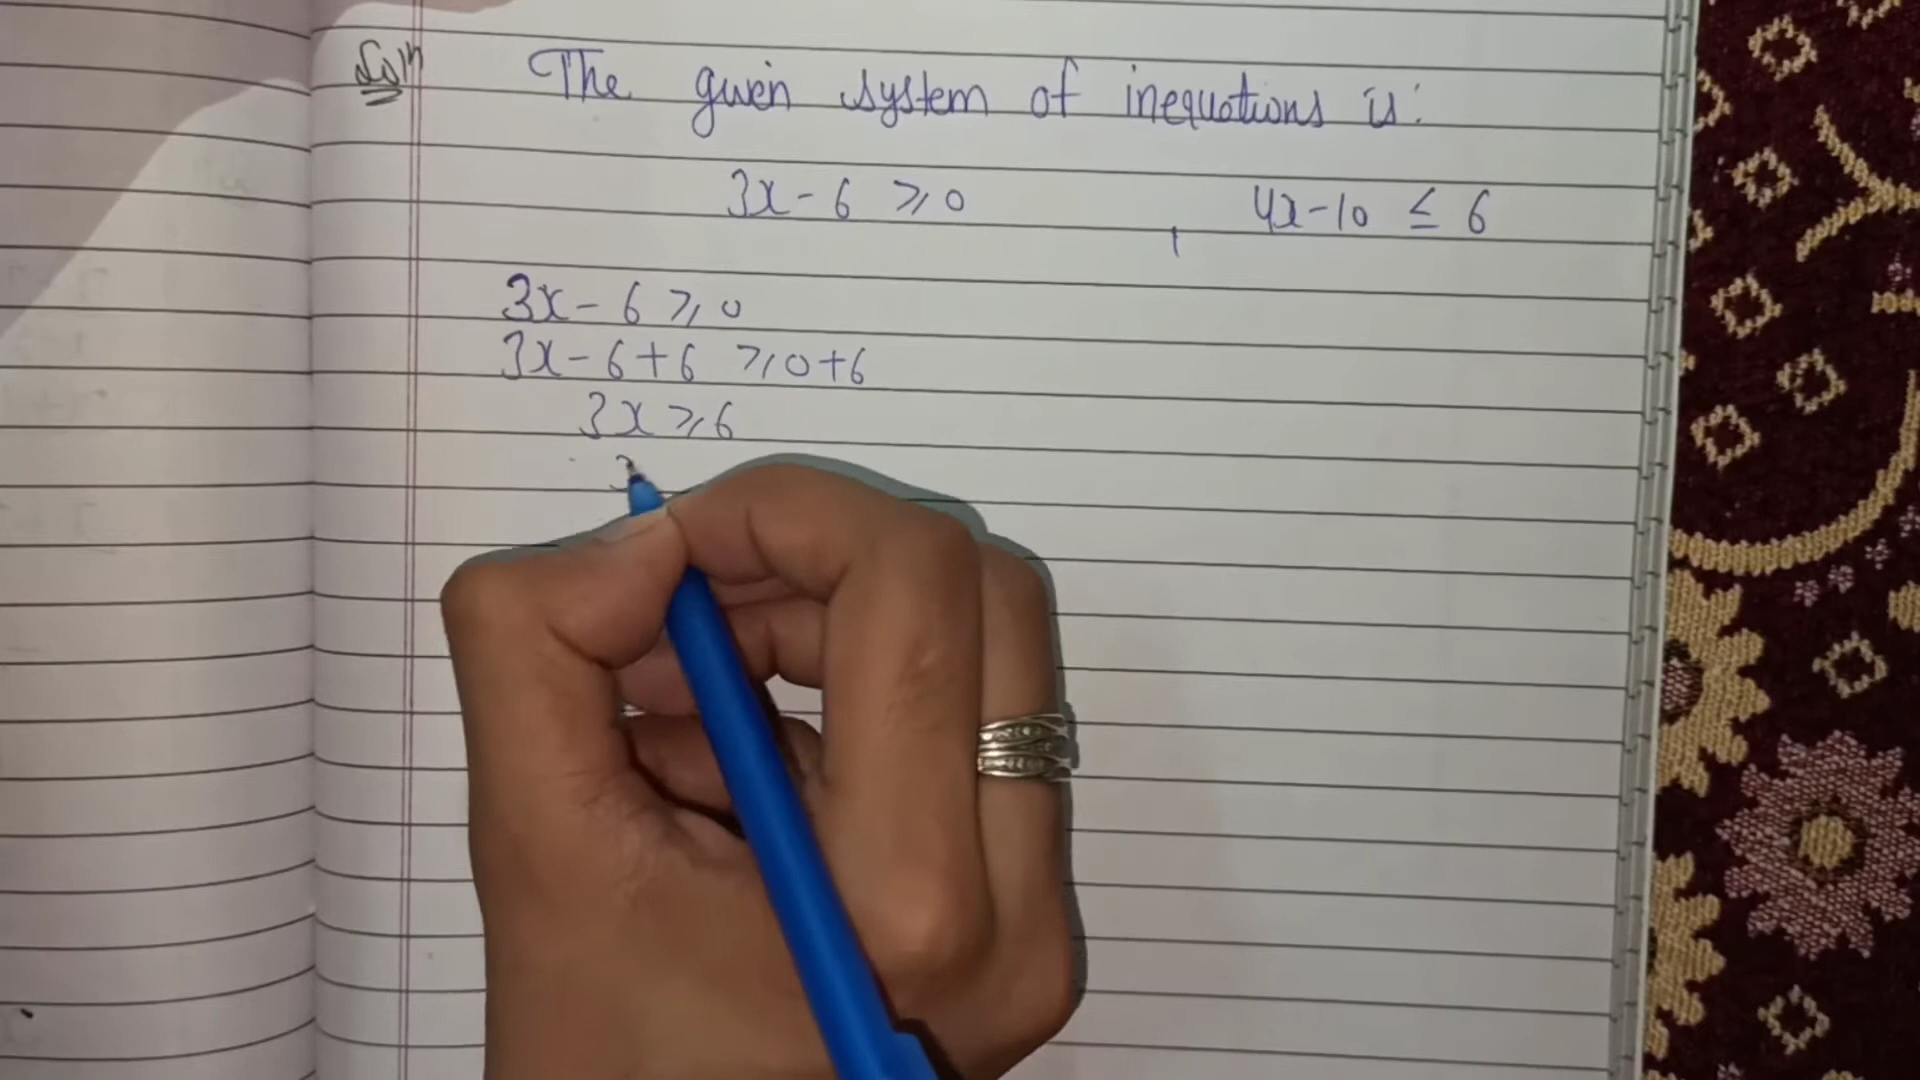 Soln The given system of inequations is:
3x - 6 ⩾ 0 , 4x - 10 ≤ 6
3x - 6 ⩾ 0
3x - 6 + 6 ⩾ 0 + 6
3x ⩾ 6